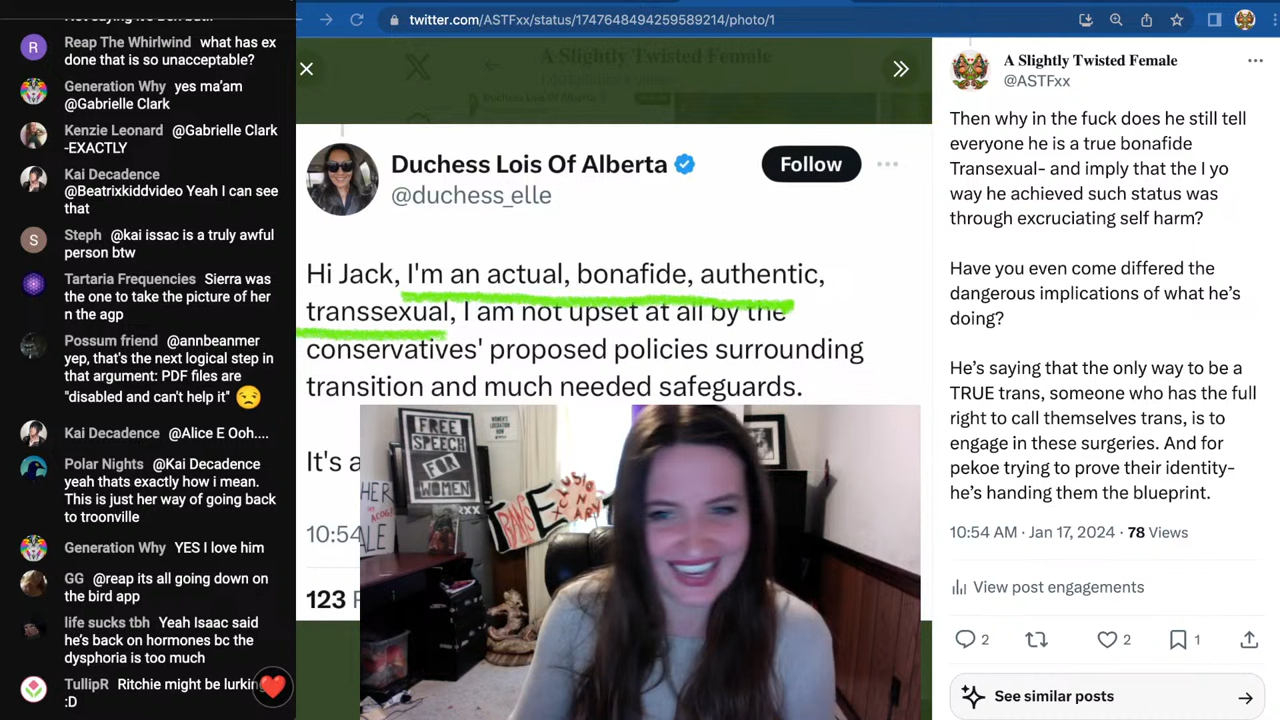 Reap The Whirlwind what has ex
done that is so unacceptable?
Generation Why yes ma'am
@Gabrielle Clark
Kenzie Leonard @Gabrielle Clark
-EXACTLY
Kai Decadence
@Beatrixkiddvideo Yeah I can see
that
Steph @kai issac is a truly awful
person btw
Tartaria Frequencies Sierra was
the one to take the picture of her
n the agp
Possum friend @annbeanmer
yep, that's the next logical step in
that argument: PDF files are
"disabled and can't help it" 😒
Kai Decadence @Alice E Ooh....
Polar Nights @Kai Decadence
yeah thats exactly how i mean.
This is just her way of going back
to troonville
Generation Why YES I love him
GG @reap its all going down on
the bird app
life sucks tbh Yeah Isaac said
he's back on hormones bc the
dysphoria is too much
TullipR Ritchie might be lurking
:D
R
S
twitter.com/ASTFxx/status/1747648494259589214/photo/1
A Slightly Twisted Female
Duchess Lois Of Alberta
Duchess Lois Of Alberta
@duchess_elle
Follow
Hi Jack, I'm an actual, bonafide, authentic,
transsexual, I am not upset at all by the
conservatives' proposed policies surrounding
transition and much needed safeguards.
It's a
10:54
123
FREE
SPEECH
FOR
WOMEN
HER
ALE
XX
A Slightly Twisted Female
@ASTFxx
Then why in the fuck does he still tell
everyone he is a true bonafide
Transexual- and imply that the I yo
way he achieved such status was
through excruciating self harm?
Have you even come differed the
dangerous implications of what he's
doing?
He's saying that the only way to be a
TRUE trans, someone who has the full
right to call themselves trans, is to
engage in these surgeries. And for
pekoe trying to prove their identity-
he's handing them the blueprint.
10:54 AM · Jan 17, 2024 · 78 Views
View post engagements
2
2
1
See similar posts